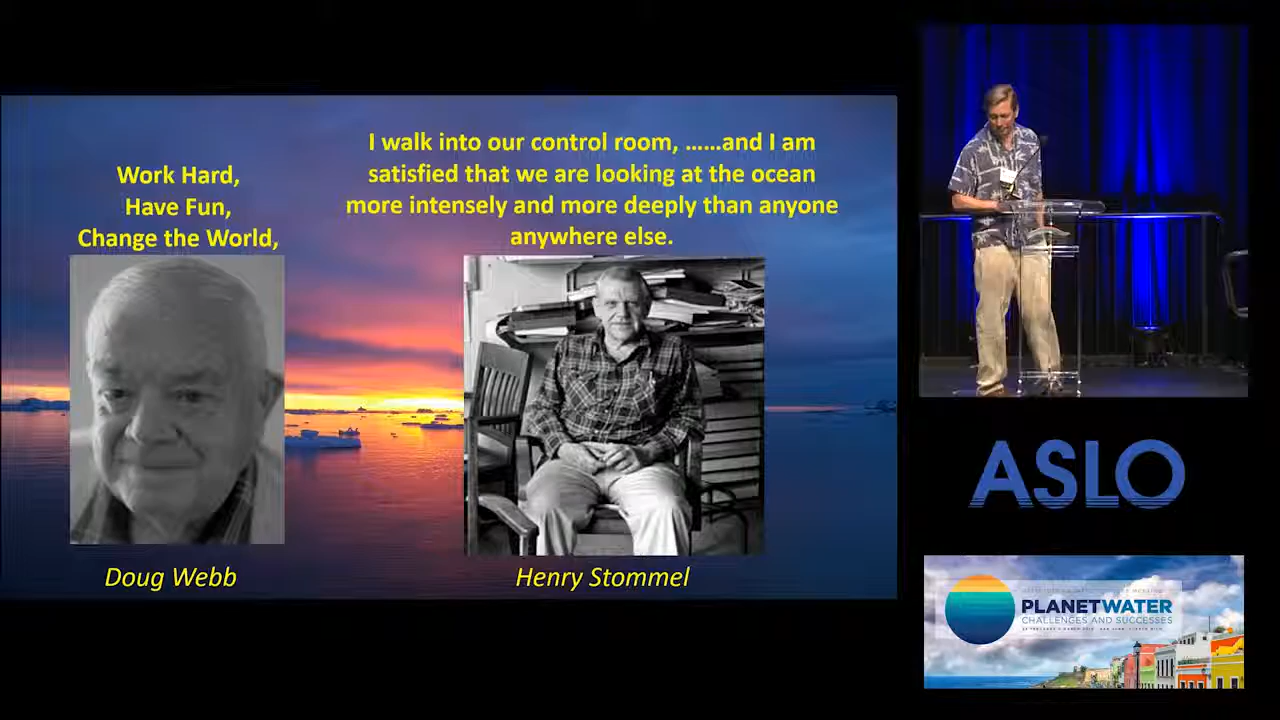 Work Hard,
Have Fun,
Change the World,
I walk into our control room, ......and I am
satisfied that we are looking at the ocean
more intensely and more deeply than anyone
anywhere else.
Doug Webb
Henry Stommel
ASLO
PLANETWATER
CHALLENGES AND SUCCESSES